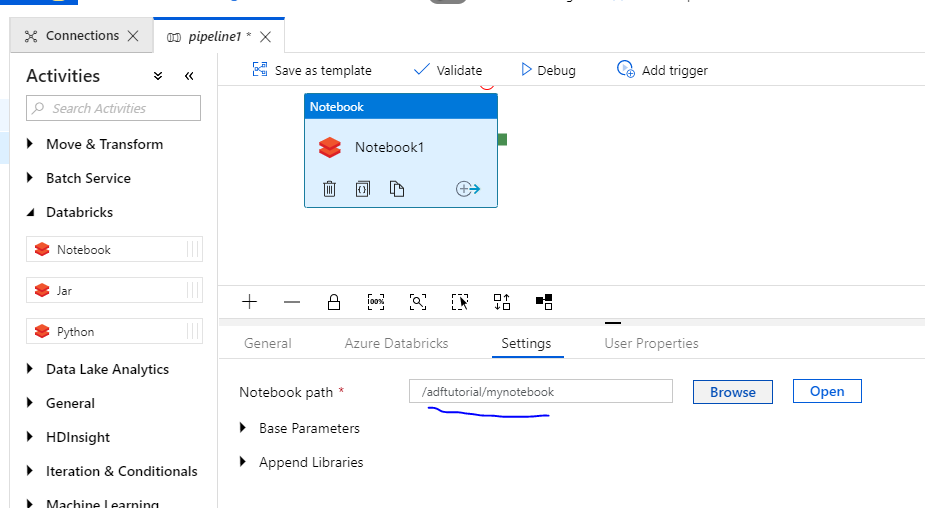 Connections
pipeline1 *
Activities
Save as template
Validate
Debug
Add trigger
Search Activities
Move & Transform
Batch Service
Databricks
Notebook
Jar
Python
Data Lake Analytics
General
HDInsight
Iteration & Conditionals
Machine Learning
Notebook
Notebook1
100%
General
Azure Databricks
Settings
User Properties
Notebook path *
/adftutorial/mynotebook
Browse
Open
Base Parameters
Append Libraries